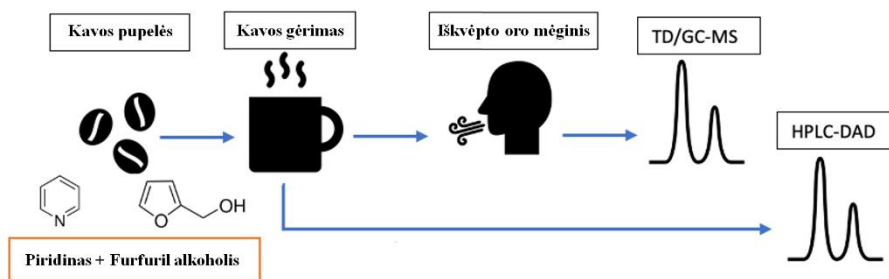 Kavos pupelės
Kavos gėrimas
Iškvėpto oro mėginis
TD/GC-MS
HPLC-DAD
N
O
OH
Piridinas + Furfuril alkoholis